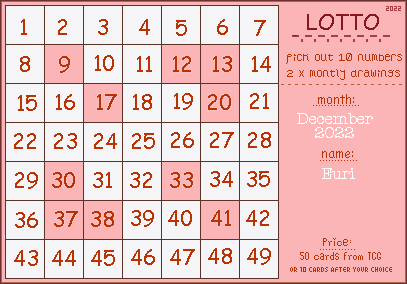 1 2 3 4 5 6 7
8 9 10 11 12 13 14
15 16 17 18 19 20 21
22 23 24 25 26 27 28
29 30 31 32 33 34 35
36 37 38 39 40 41 42
43 44 45 46 47 48 49
2022
LOTTO
pick out 10 numbers
2 x montly drawings
month:
December
2022
name:
Euri
Price:
50 cards from TCG
OR 10 CARDS AFTER YOUR CHOICE